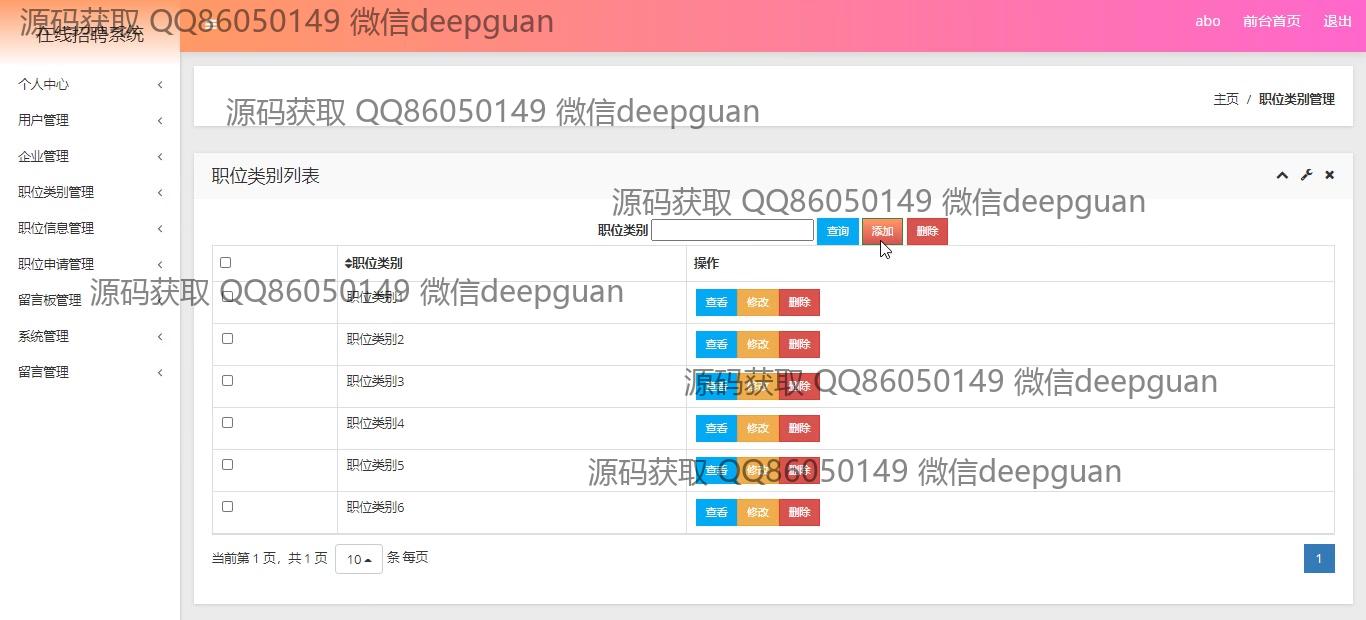 源码获取 QQ86050149 微信deepguan
在线招聘系统
abo 前台首页 退出
个人中心
用户管理
企业管理
职位类别管理
职位信息管理
职位申请管理
留言板管理
系统管理
留言管理
源码获取 QQ86050149 微信deepguan
主页 / 职位类别管理
职位类别列表
源码获取 QQ86050149 微信deepguan
职位类别 查询 添加 删除
职位类别 操作
源码获取 QQ86050149 微信deepguan
职位类别1 查看 修改 删除
职位类别2 查看 修改 删除
职位类别3 查看 修改 删除
源码获取 QQ86050149 微信deepguan
职位类别4 查看 修改 删除
职位类别5 查看 修改 删除
源码获取 QQ86050149 微信deepguan
职位类别6 查看 修改 删除
当前第 1 页，共 1 页 10 条 每页 1